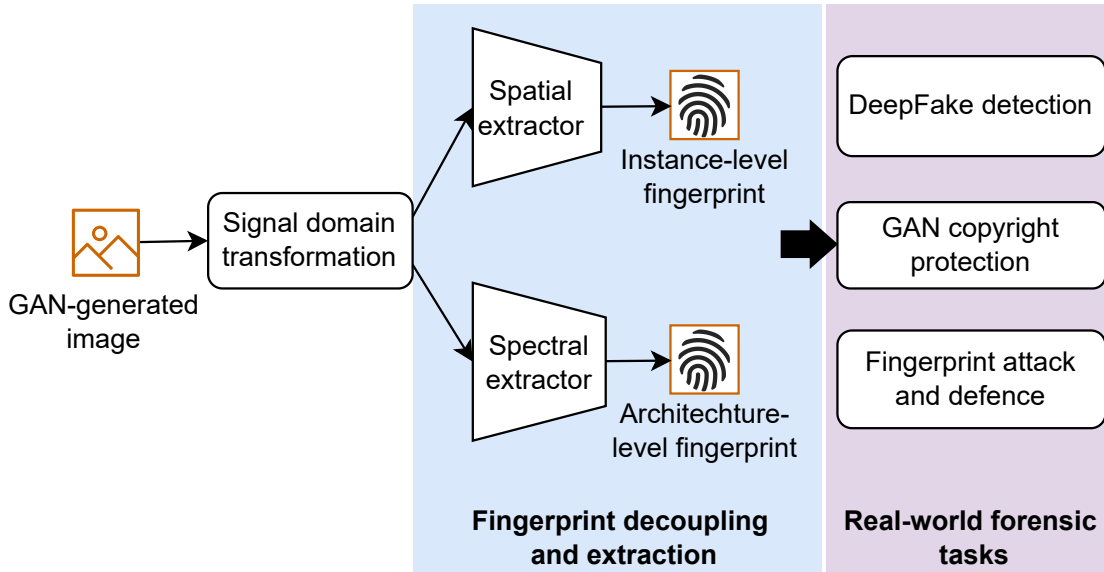 GAN-generated
image
Signal domain
transformation
Spatial
extractor
Instance-level
fingerprint
Spectral
extractor
Architechture-
level fingerprint
Fingerprint decoupling
and extraction
DeepFake detection
GAN copyright
protection
Fingerprint attack
and defence
Real-world forensic
tasks